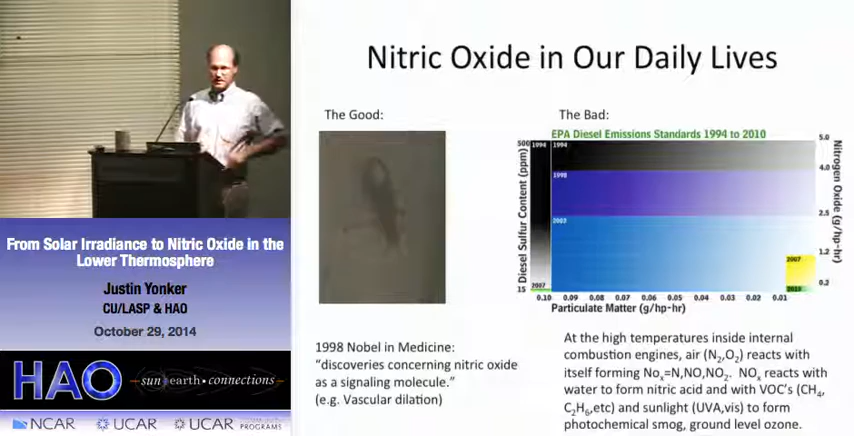 Nitric Oxide in Our Daily Lives
The Good:
The Bad:
EPA Diesel Emissions Standards 1994 to 2010
Diesel Sulfur Content (ppm)
500
15
1994
2007
1994
1998
2002
2007
2010
5.0
4.0
2.5
1.2
0.2
Nitrogen Oxide (g/hp-hr)
0.10 0.09 0.08 0.07 0.06 0.05 0.04 0.03 0.02 0.01
Particulate Matter (g/hp-hr)
1998 Nobel in Medicine:
“discoveries concerning nitric oxide
as a signaling molecule.”
(e.g. Vascular dilation)
At the high temperatures inside internal
combustion engines, air (N₂,O₂) reacts with
itself forming Noₓ=N,NO,NO₂. NOₓ reacts with
water to form nitric acid and with VOC’s (CH₄,
C₂H₆,etc) and sunlight (UVA,vis) to form
photochemical smog, ground level ozone.
From Solar Irradiance to Nitric Oxide in the
Lower Thermosphere
Justin Yonker
CU/LASP & HAO
October 29, 2014
HAO
sun earth • connections
NCAR
UCAR
UCAR
PROGRAMS